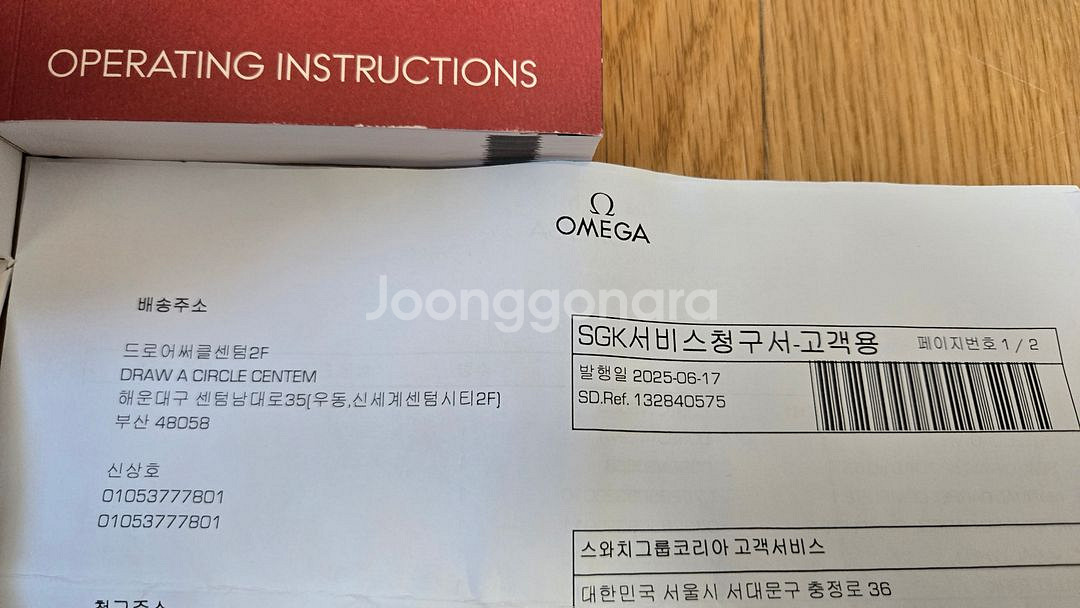 OPERATING INSTRUCTIONS
Ω
OMEGA
Joonggonara
배송주소
드로어써클센텀2F
DRAW A CIRCLE CENTEM
해운대구 센텀남대로35(우동,신세계센텀시티2F)
부산 48058
신상호
01053777801
01053777801
청구주소
SGK서비스청구서-고객용
페이지번호 1 / 2
발행일 2025-06-17
SD.Ref. 132840575
스와치그룹코리아 고객서비스
대한민국 서울시 서대문구 충정로 36